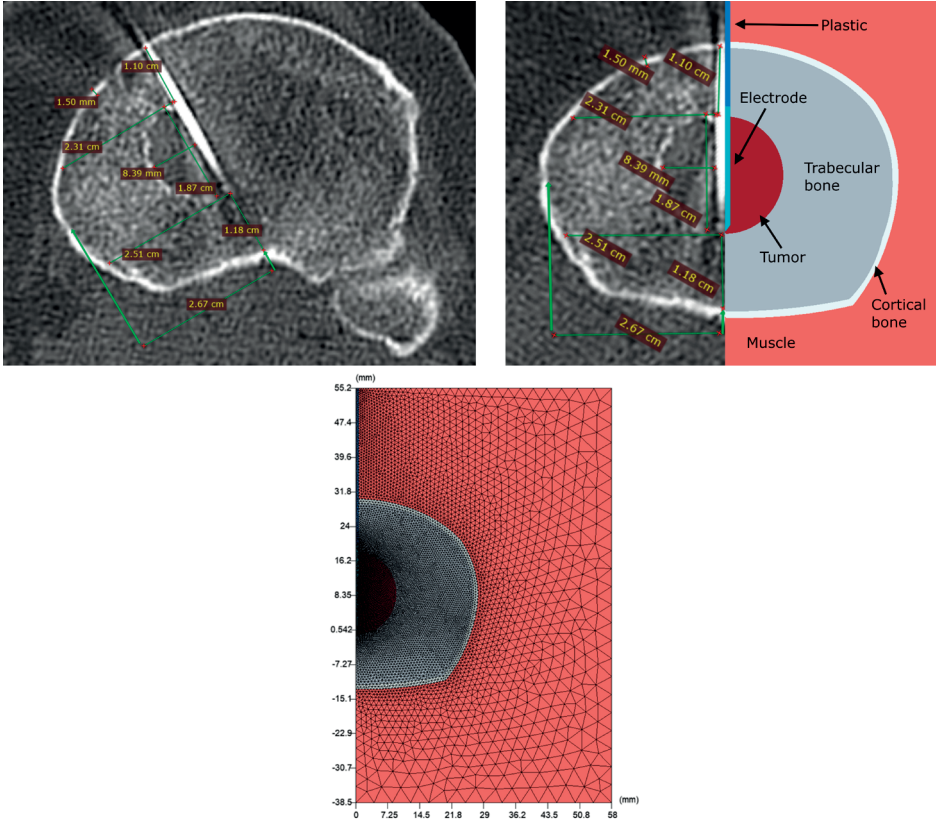 1.10 cm
1.50 mm
2.31 cm
8.39 mm
1.87 cm
1.18 cm
2.51 cm
2.67 cm
Plastic
1.50 mm
1.10 cm
2.31 cm
Electrode
8.39 mm
Trabecular
bone
1.87 cm
2.51 cm
Tumor
1.18 cm
Cortical
bone
2.67 cm
Muscle
(mm)
55.2
47.4
39.6
31.8
24
16.2
8.35
0.542
-7.27
-15.1
-22.9
-30.7
-38.5
(mm)
0 7.25 14.5 21.8 29 36.2 43.5 50.8 58